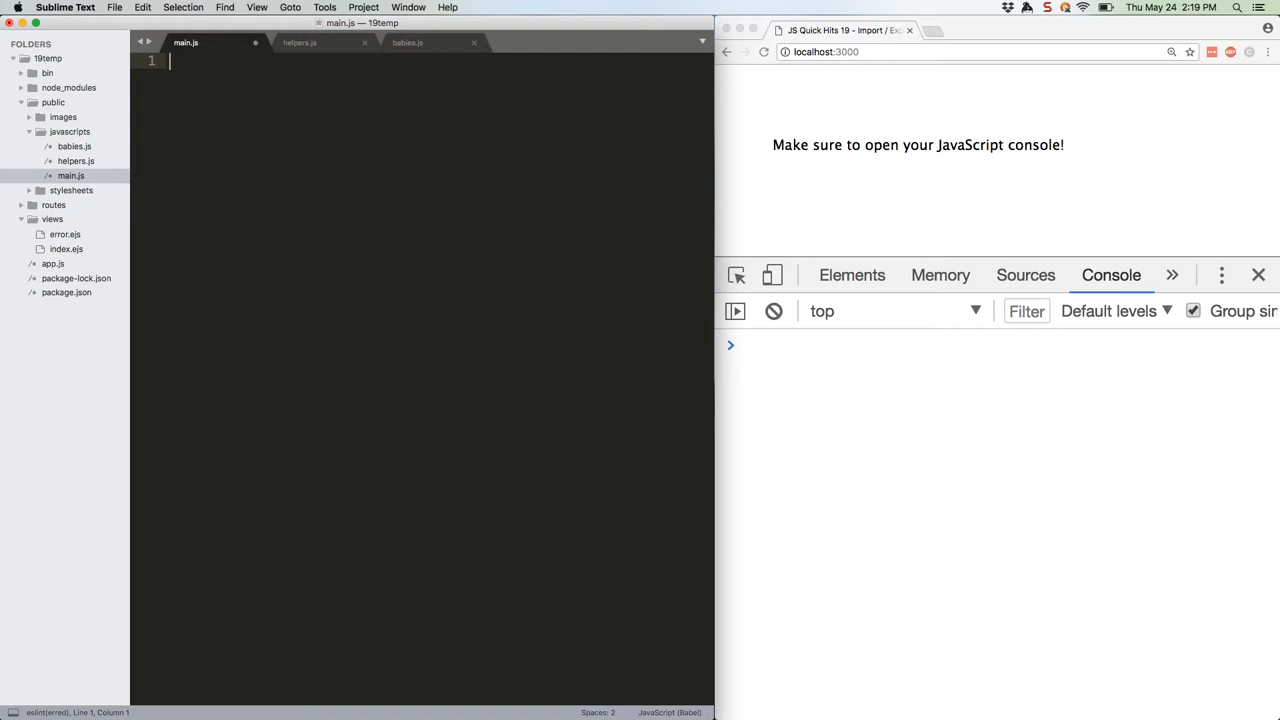 Sublime Text File Edit Selection Find View Goto Tools Project Window Help
Thu May 24 2:19 PM
main.js — 19temp
FOLDERS
19temp
bin
node_modules
public
images
javascripts
babies.js
helpers.js
main.js
stylesheets
routes
views
error.ejs
index.ejs
app.js
package-lock.json
package.json
main.js helpers.js babies.js
1
eslint(erred), Line 1, Column 1 Spaces: 2 JavaScript (Babel)
JS Quick Hits 19 - Import / Exp
localhost:3000
Make sure to open your JavaScript console!
Elements Memory Sources Console
top Filter Default levels Group sim